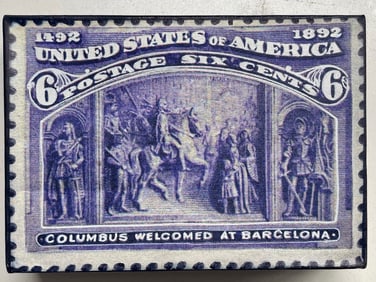 1492 1892
UNITED STATES OF AMERICA
6 POSTAGE SIX CENTS 6
COLUMBUS WELCOMED AT BARCELONA